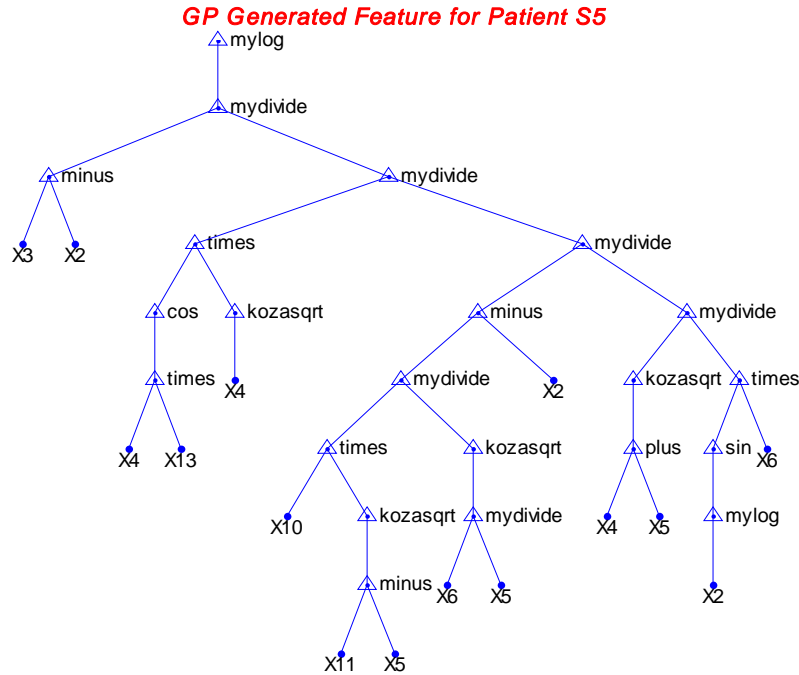 GP Generated Feature for Patient S5
mylog
mydivide
minus
mydivide
X3
X2
times
mydivide
cos
kozasqrt
minus
mydivide
times
X4
mydivide
X2
kozasqrt
times
X4
X13
times
kozasqrt
plus
sin
X6
X10
kozasqrt
mydivide
X4
X5
mylog
minus
X6
X5
X2
X11
X5